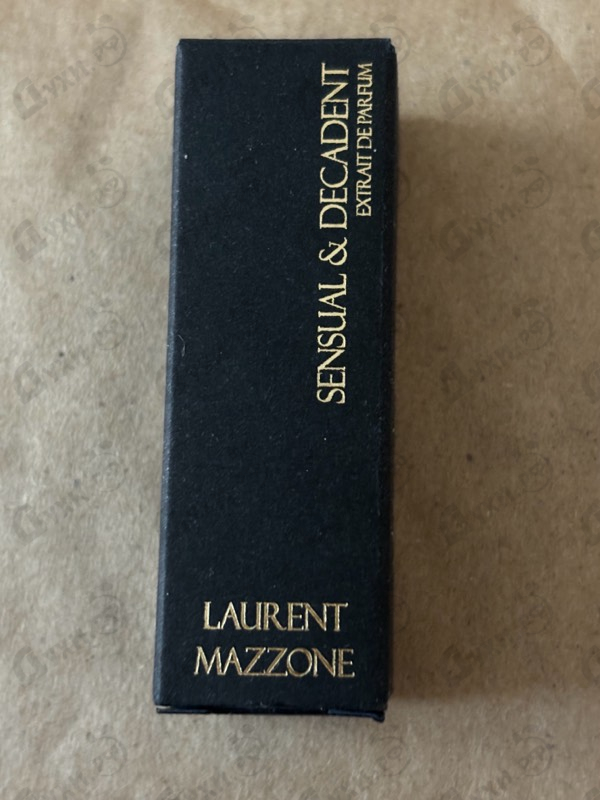 SENSUAL & DECADENT
EXTRAIT DE PARFUM
LAURENT
MAZZONE